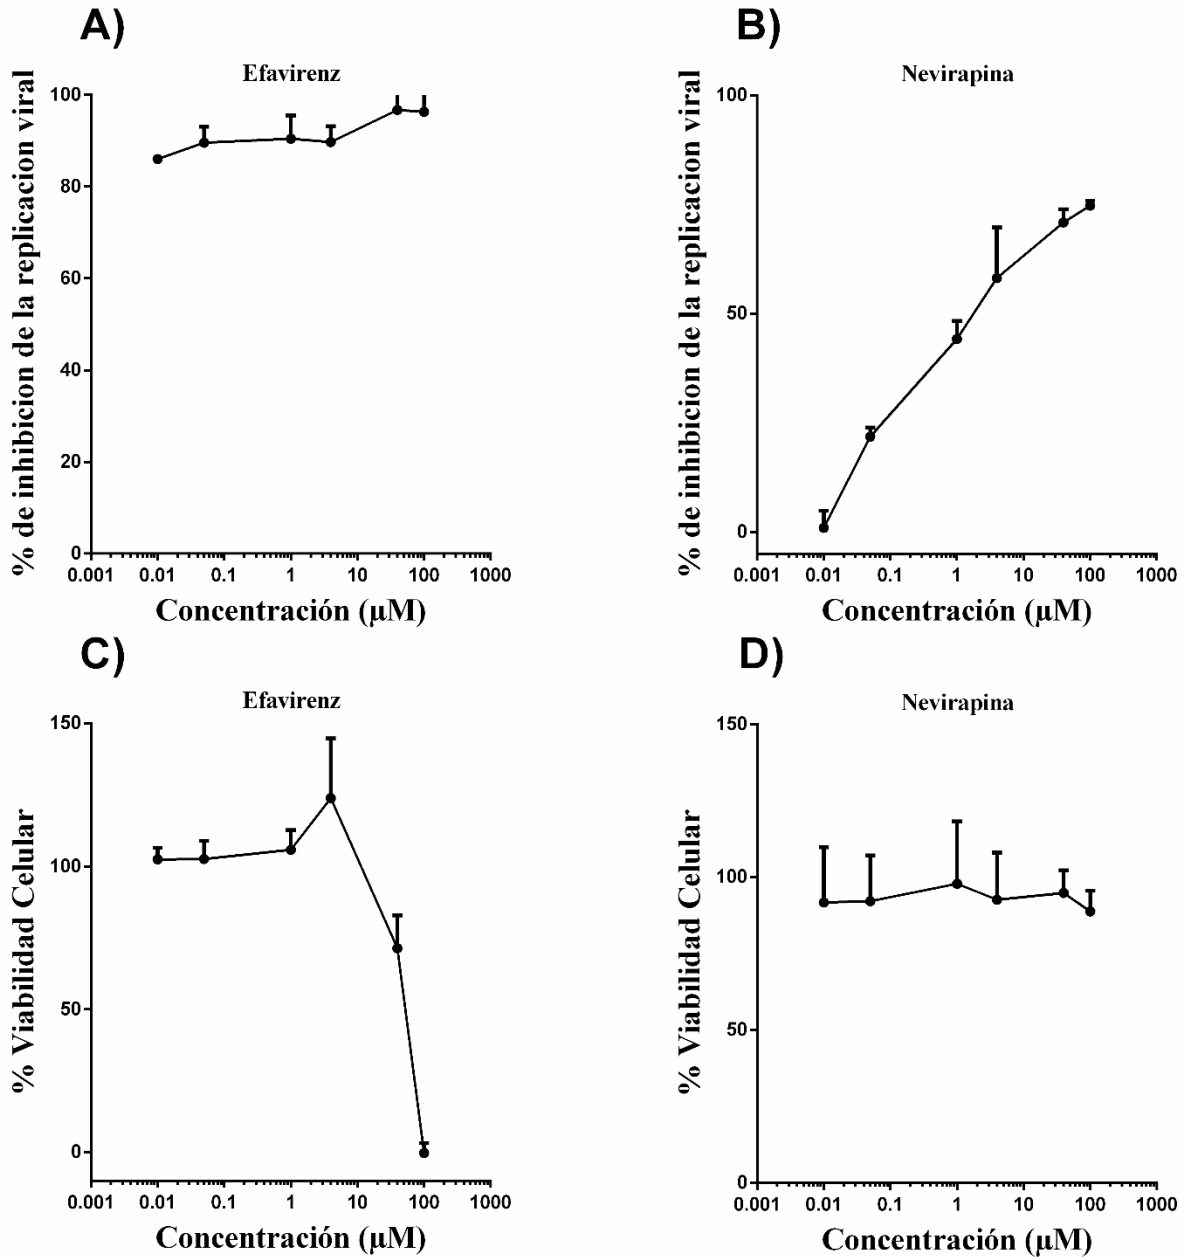 A)
Efavirenz
% de inhibicion de la replicacion viral
100
80
60
40
20
0
0.001 0.01 0.1 1 10 100 1000
Concentración (µM)
B)
Nevirapina
% de inhibicion de la replicacion viral
100
50
0
0.001 0.01 0.1 1 10 100 1000
Concentración (µM)
C)
Efavirenz
% Viabilidad Celular
150
100
50
0
0.001 0.01 0.1 1 10 100 1000
Concentración (µM)
D)
Nevirapina
% Viabilidad Celular
150
100
50
0
0.001 0.01 0.1 1 10 100 1000
Concentración (µM)